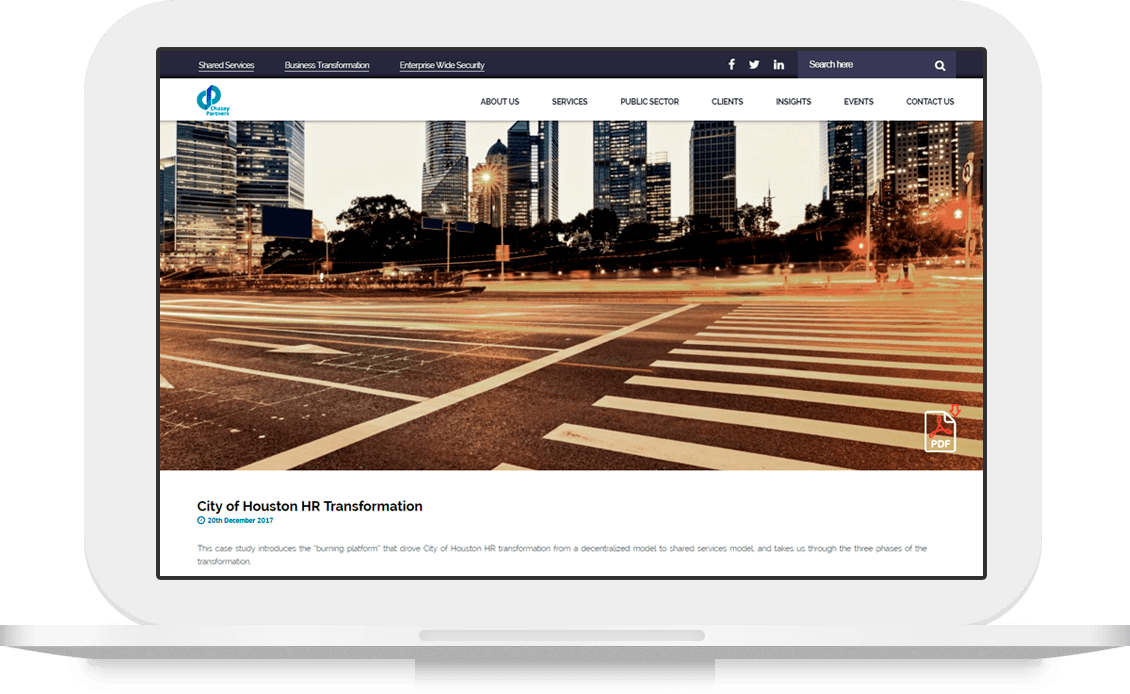 Shared Services Business Transformation Enterprise Wide Security Search here
Chazey
Partners
ABOUT US SERVICES PUBLIC SECTOR CLIENTS INSIGHTS EVENTS CONTACT US
PDF
City of Houston HR Transformation
20th December 2017
This case study introduces the "burning platform" that drove City of Houston HR transformation from a decentralized model to shared services model, and takes us through the three phases of the
transformation.